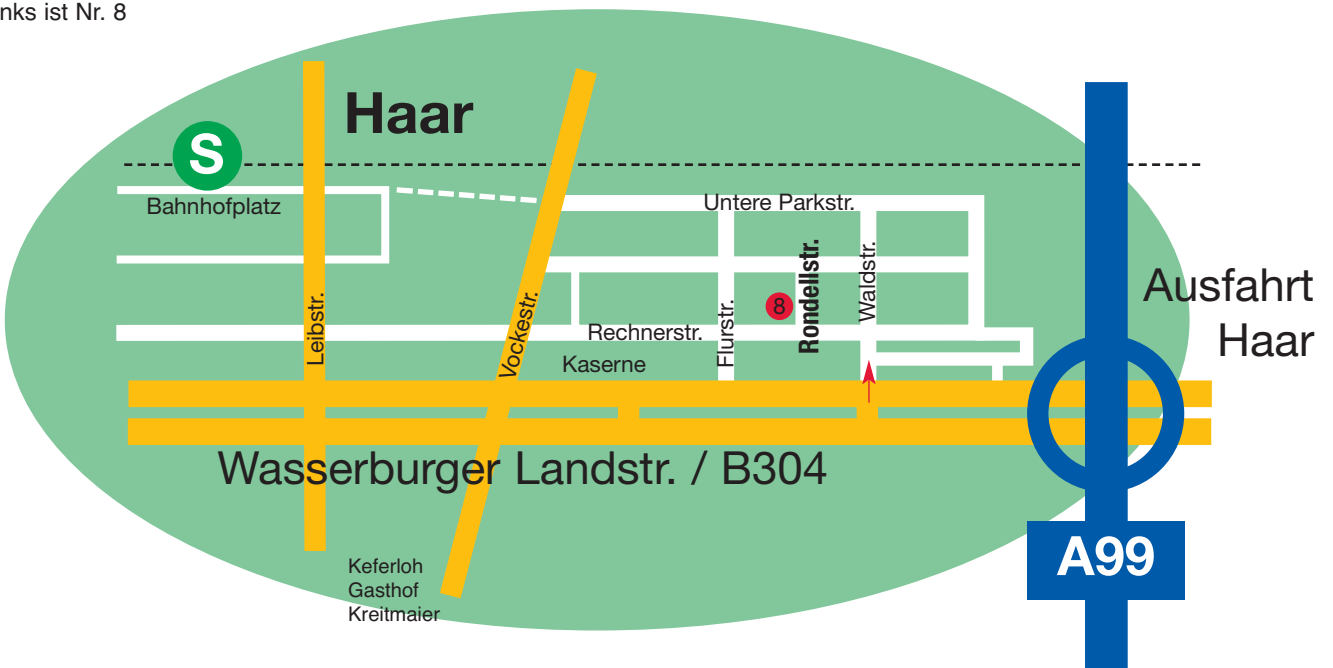 nks ist Nr. 8
Haar
S
Bahnhofplatz
Untere Parkstr.
Leibstr.
Vockestr.
Rechnerstr.
Kaserne
Flurstr.
8
Rondellstr.
Waldstr.
Ausfahrt
Haar
Wasserburger Landstr. / B304
A99
Keferloh
Gasthof
Kreitmaier